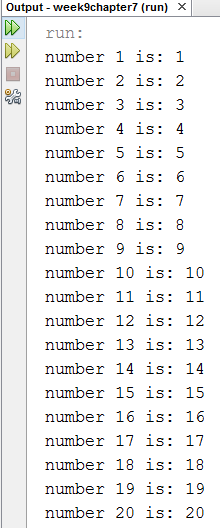 Output - week9chapter7 (run)
run:
number 1 is: 1
number 2 is: 2
number 3 is: 3
number 4 is: 4
number 5 is: 5
number 6 is: 6
number 7 is: 7
number 8 is: 8
number 9 is: 9
number 10 is: 10
number 11 is: 11
number 12 is: 12
number 13 is: 13
number 14 is: 14
number 15 is: 15
number 16 is: 16
number 17 is: 17
number 18 is: 18
number 19 is: 19
number 20 is: 20